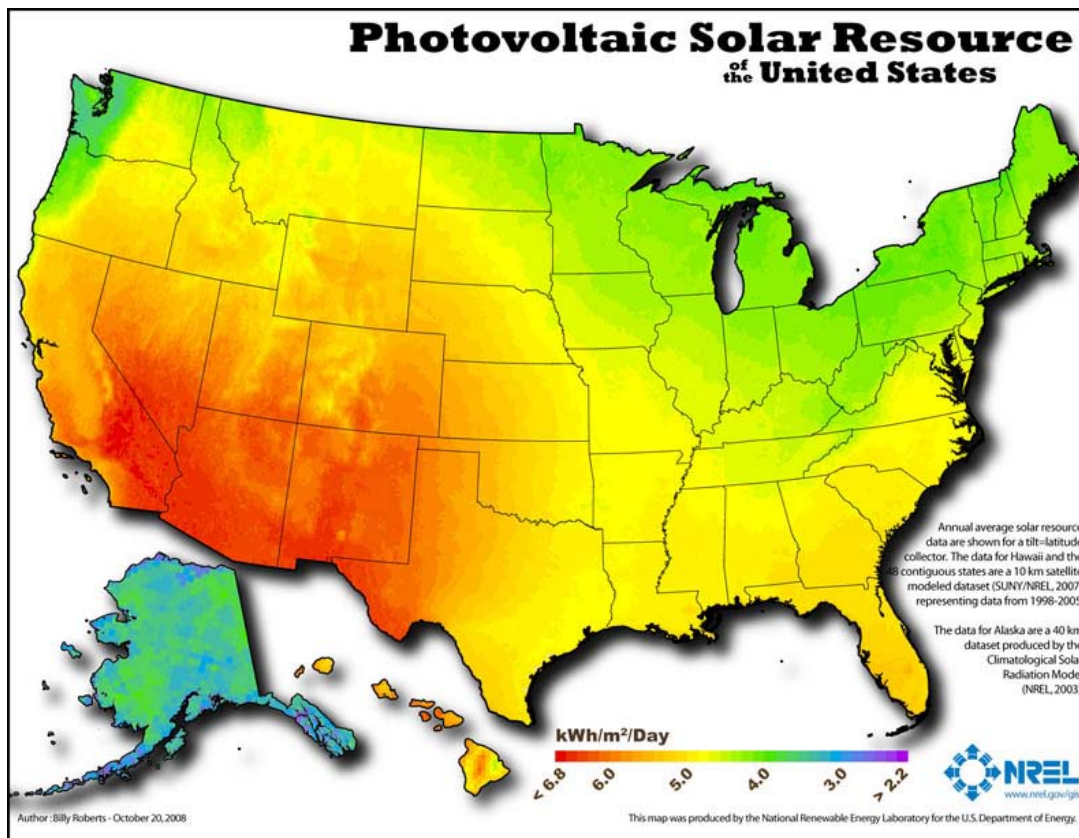 Photovoltaic Solar Resource
of the United States
Annual average solar resource
data are shown for a tilt=latitude
collector. The data for Hawaii and the
48 contiguous states are a 10 km satellite
modeled dataset (SUNY/NREL, 2007
representing data from 1998-2005
The data for Alaska are a 40 km
dataset produced by the
Climatological Sola
Radiation Mode
(NREL, 2003
kWh/m²/Day
< 6.8 6.0 5.0 4.0 3.0 > 2.2
NREL
www.nrel.gov/gis
Author : Billy Roberts - October 20, 2008
This map was produced by the National Renewable Energy Laboratory for the U.S. Department of Energy.